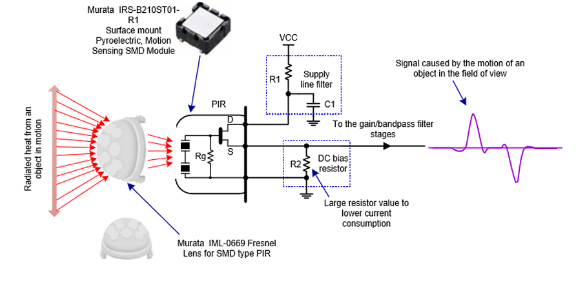 Murata IRS-B210ST01-
R1
Surface mount
Pyroelectric, Motion
Sensing SMD Module
VCC
R1
Supply
line filter
C1
Signal caused by the motion of an
object in the field of view
PIR
D
S
Rg
To the gain/bandpass filter
stages
R2
DC bias
resistor
Large resistor value to
lower current
consumption
Radiated heat from an
object in motion
Murata IML-0669 Fresnel
Lens for SMD type PIR